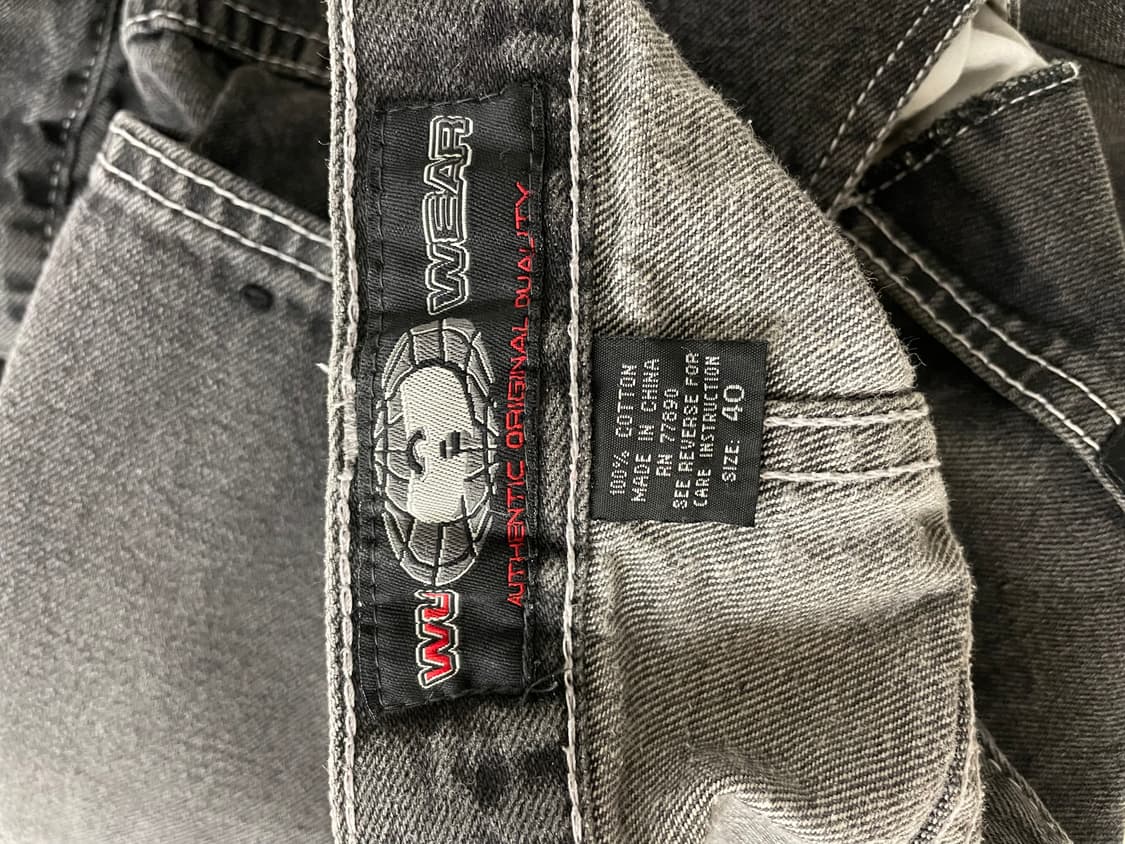 WU WEAR
AUTHENTIC ORIGINAL QUALITY
100% COTTON
MADE IN CHINA
RN 77890
SEE REVERSE FOR
CARE INSTRUCTION
SIZE: 40